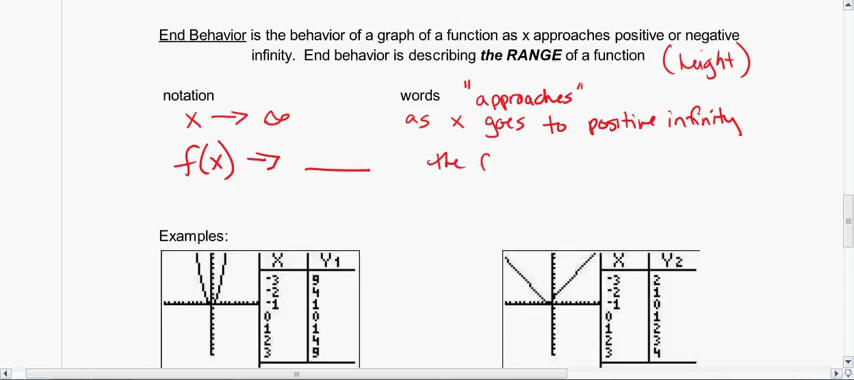 End Behavior is the behavior of a graph of a function as x approaches positive or negative
infinity. End behavior is describing the RANGE of a function (height)
notation words "approaches"
x → ∞ as x goes to positive infinity
f(x) → ____ the (
Examples:
X Y1
-3 9
-2 4
-1 1
0 0
1 1
2 4
3 9
X Y2
-3 2
-2 1
-1 0
0 1
1 2
2 3
3 4